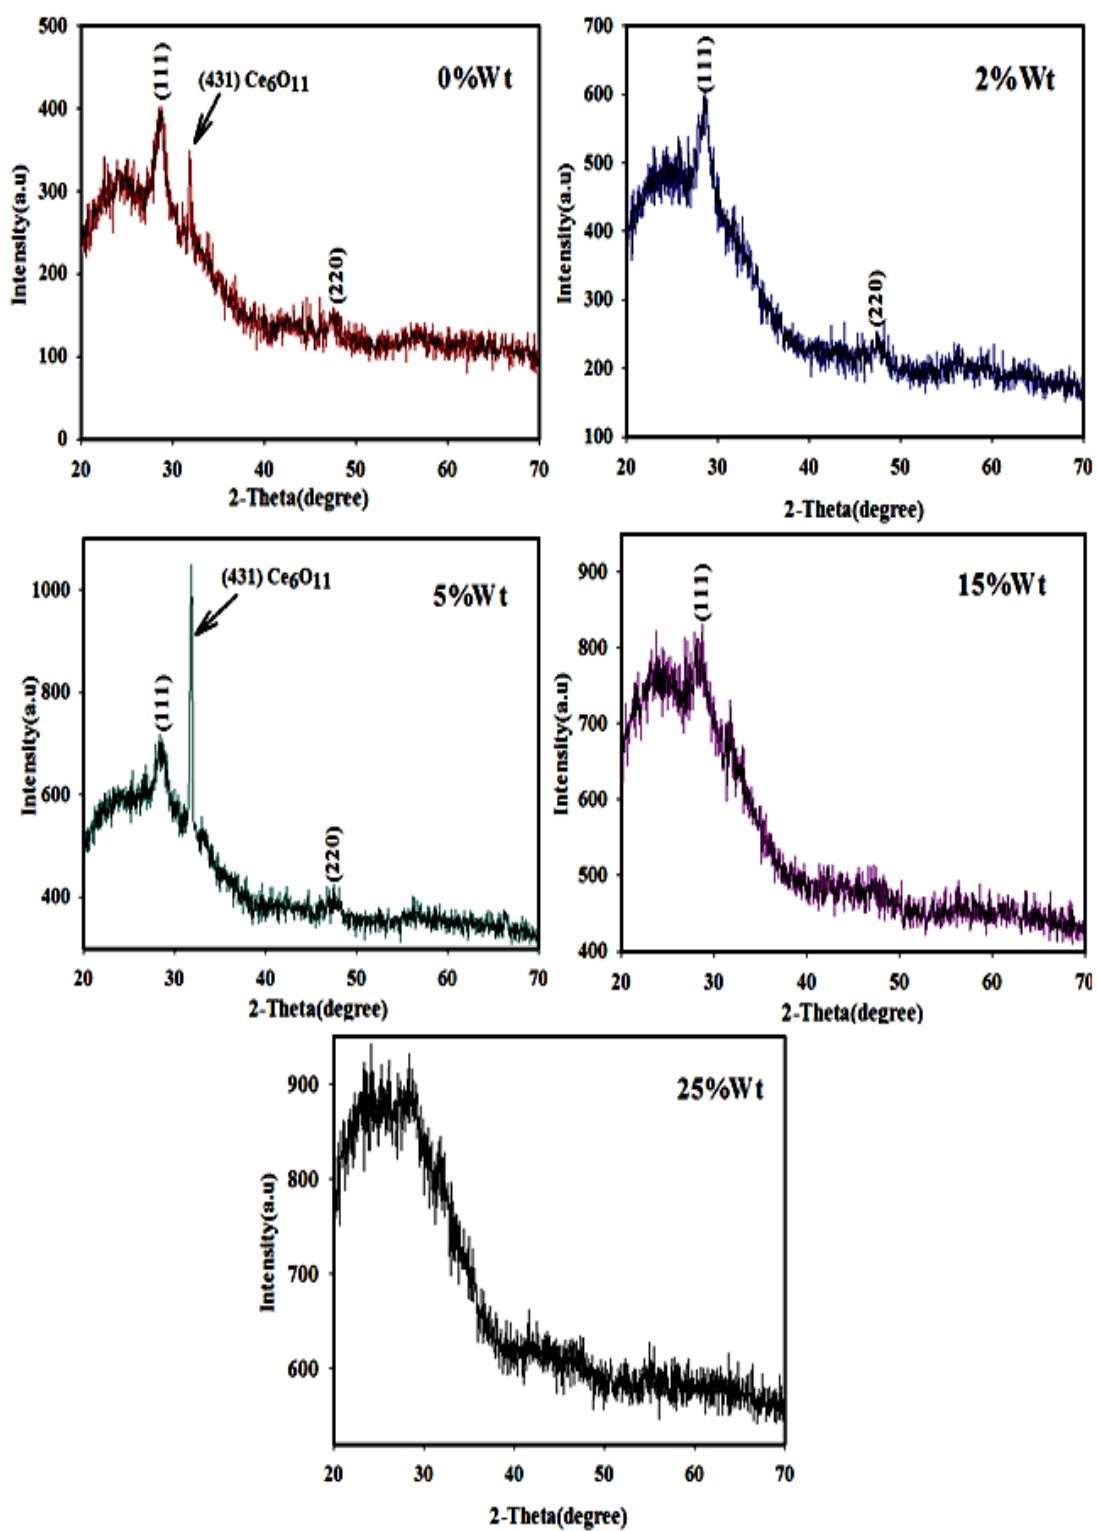 500
400
300
200
100
0
Intensity(a.u)
(111)
(431) Ce6O11
0%Wt
(220)
20 30 40 50 60 70
2-Theta(degree)
700
600
500
400
300
200
100
Intensity(a.u)
(111)
2%Wt
(220)
20 30 40 50 60 70
2-Theta(degree)
1000
800
600
400
Intensity(a.u)
(431) Ce6O11
5%Wt
(111)
(220)
20 30 40 50 60 70
2-Theta(degree)
900
800
700
600
500
400
Intensity(a.u)
(111)
15%Wt
20 30 40 50 60 70
2-Theta(degree)
900
800
700
600
Intensity(a.u)
25%Wt
20 30 40 50 60 70
2-Theta(degree)